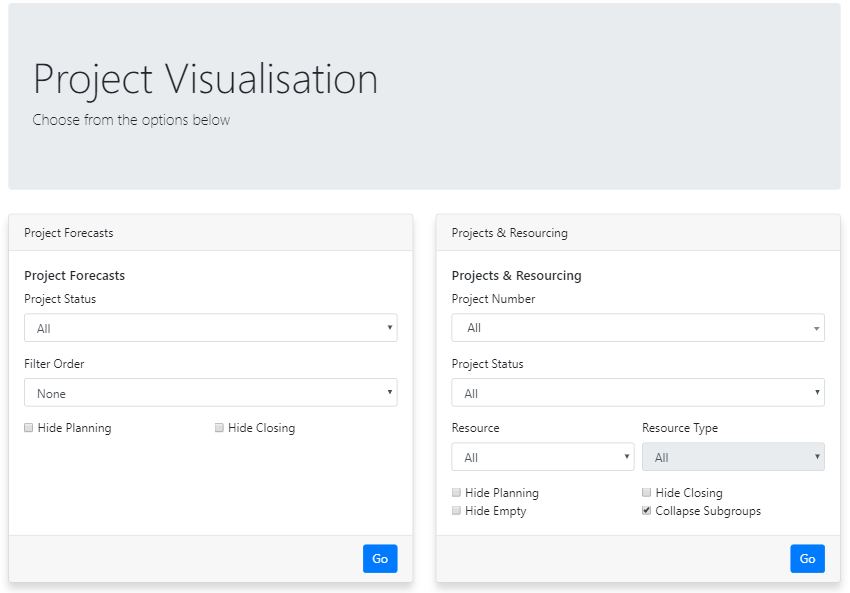 Project Visualisation
Choose from the options below
Project Forecasts
Project Forecasts
Project Status
All
Filter Order
None
Hide Planning Hide Closing
Go
Projects & Resourcing
Projects & Resourcing
Project Number
All
Project Status
All
Resource Resource Type
All All
Hide Planning Hide Closing
Hide Empty Collapse Subgroups
Go